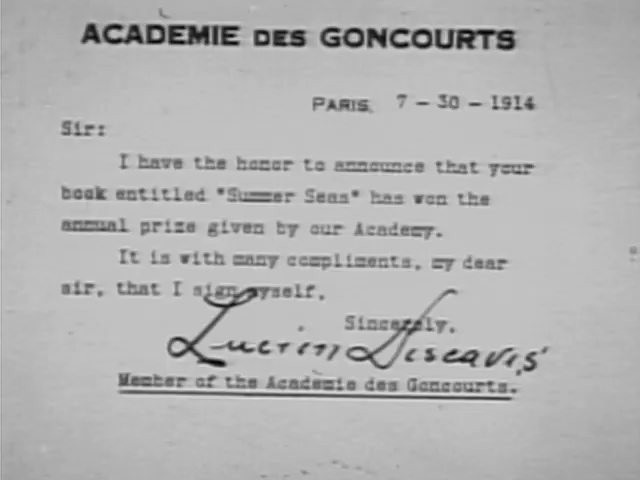 ACADEMIE DES GONCOURTS
PARIS, 7 - 30 - 1914
Sir:
I have the honor to announce that your
book entitled "Summer Seas" has won the
annual prize given by our Academy.
It is with many compliments, my dear
sir, that I sign myself,
Sincerely,
Lucien Discavis
Member of the Academie des Goncourts.